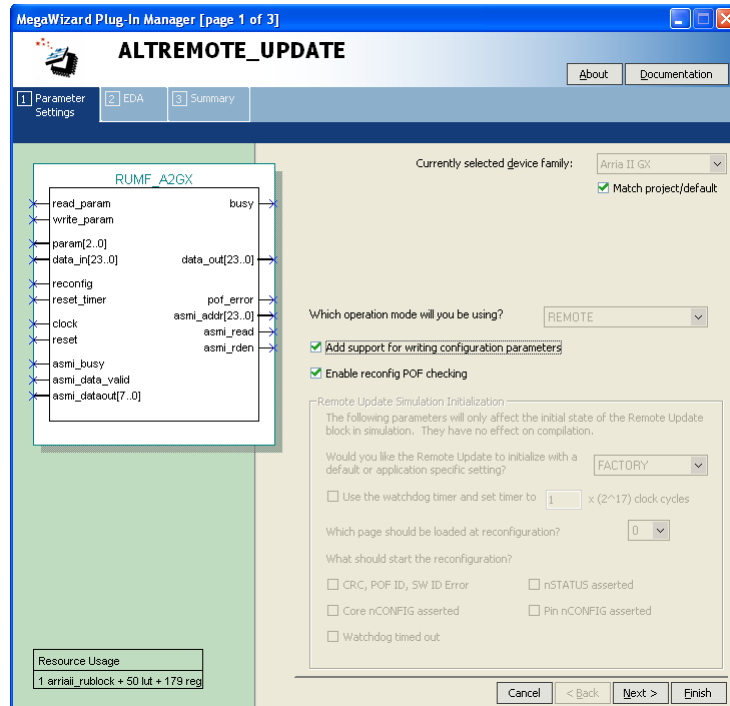 MegaWizard Plug-In Manager [page 1 of 3]
ALTREMOTE_UPDATE
About
Documentation
1 Parameter Settings
2 EDA
3 Summary
Currently selected device family:
Arria II GX
Match project/default
RUMF_A2GX
read_param
busy
write_param
param[2..0]
data_in[23..0]
data_out[23..0]
reconfig
reset_timer
pof_error
asmi_addr[23..0]
clock
asmi_read
reset
asmi_rden
asmi_busy
asmi_data_valid
asmi_dataout[7..0]
Which operation mode will you be using?
REMOTE
Add support for writing configuration parameters
Enable reconfig POF checking
Remote Update Simulation Initialization
The following parameters will only affect the initial state of the Remote Update
block in simulation. They have no effect on compilation.
Would you like the Remote Update to initialize with a
default or application specific setting?
FACTORY
Use the watchdog timer and set timer to 1 x (2^17) clock cycles
Which page should be loaded at reconfiguration?
0
What should start the reconfiguration?
CRC, POF ID, SW ID Error
nSTATUS asserted
Core nCONFIG asserted
Pin nCONFIG asserted
Watchdog timed out
Resource Usage
1 arriaii_rublock + 50 lut + 179 reg
Cancel
< Back
Next >
Finish